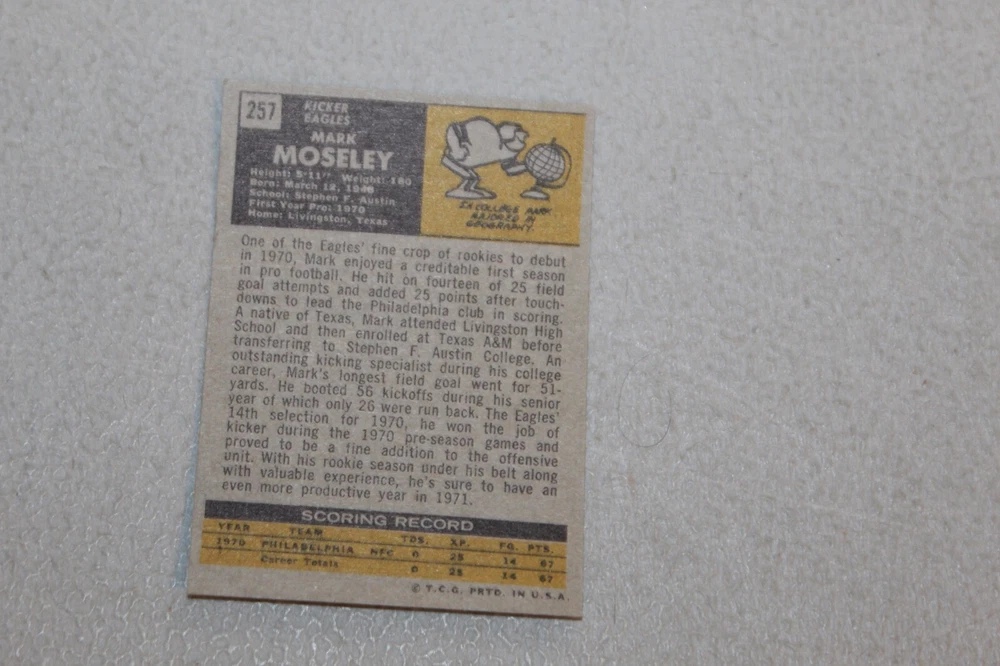 257
KICKER
EAGLES
MARK
MOSELEY
Height: 5-11" Weight: 180
Born: March 12, 1948
School: Stephen F. Austin
First Year Pro: 1970
Home: Livingston, Texas
IN COLLEGE MARK
MAJORED IN
GEOGRAPHY.
One of the Eagles' fine crop of rookies to debut
in 1970, Mark enjoyed a creditable first season
in pro football. He hit on fourteen of 25 field
goal attempts and added 25 points after touch-
downs to lead the Philadelphia club in scoring.
A native of Texas, Mark attended Livingston High
School and then enrolled at Texas A&M before
transferring to Stephen F. Austin College. An
outstanding kicking specialist during his college
career, Mark's longest field goal went for 51-
yards. He booted 56 kickoffs during his senior
year of which only 26 were run back. The Eagles'
14th selection for 1970, he won the job of
kicker during the 1970 pre-season games and
proved to be a fine addition to the offensive
unit. With his rookie season under his belt along
with valuable experience, he's sure to have an
even more productive year in 1971.
SCORING RECORD
YEAR TEAM TDS. XP. FG. PTS.
1970 PHILADELPHIA NFC 0 25 14 67
Career Totals 0 25 14 67
© T.C.G. PRTD. IN U.S.A.